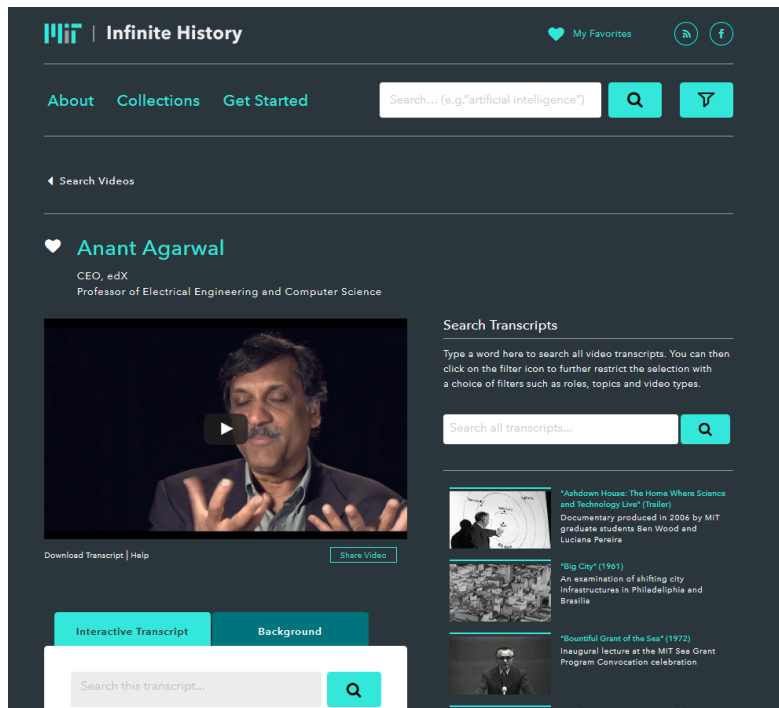 MIT | Infinite History
My Favorites
About Collections Get Started
Search... (e.g."artificial intelligence")
Search Videos
Anant Agarwal
CEO, edX
Professor of Electrical Engineering and Computer Science
Search Transcripts
Type a word here to search all video transcripts. You can then
click on the filter icon to further restrict the selection with
a choice of filters such as roles, topics and video types.
Search all transcripts...
"Ashdown House: The Home Where Science
and Technology Live" (Trailer)
Documentary produced in 2006 by MIT
graduate students Ben Wood and
Luciana Pereira
Download Transcript | Help
Share Video
"Big City" (1961)
An examination of shifting city
infrastructures in Philadeliphia and
Brasilia
Interactive Transcript
Background
"Bountiful Grant of the Sea" (1972)
Inaugural lecture at the MIT Sea Grant
Program Convocation celebration
Search this transcript...